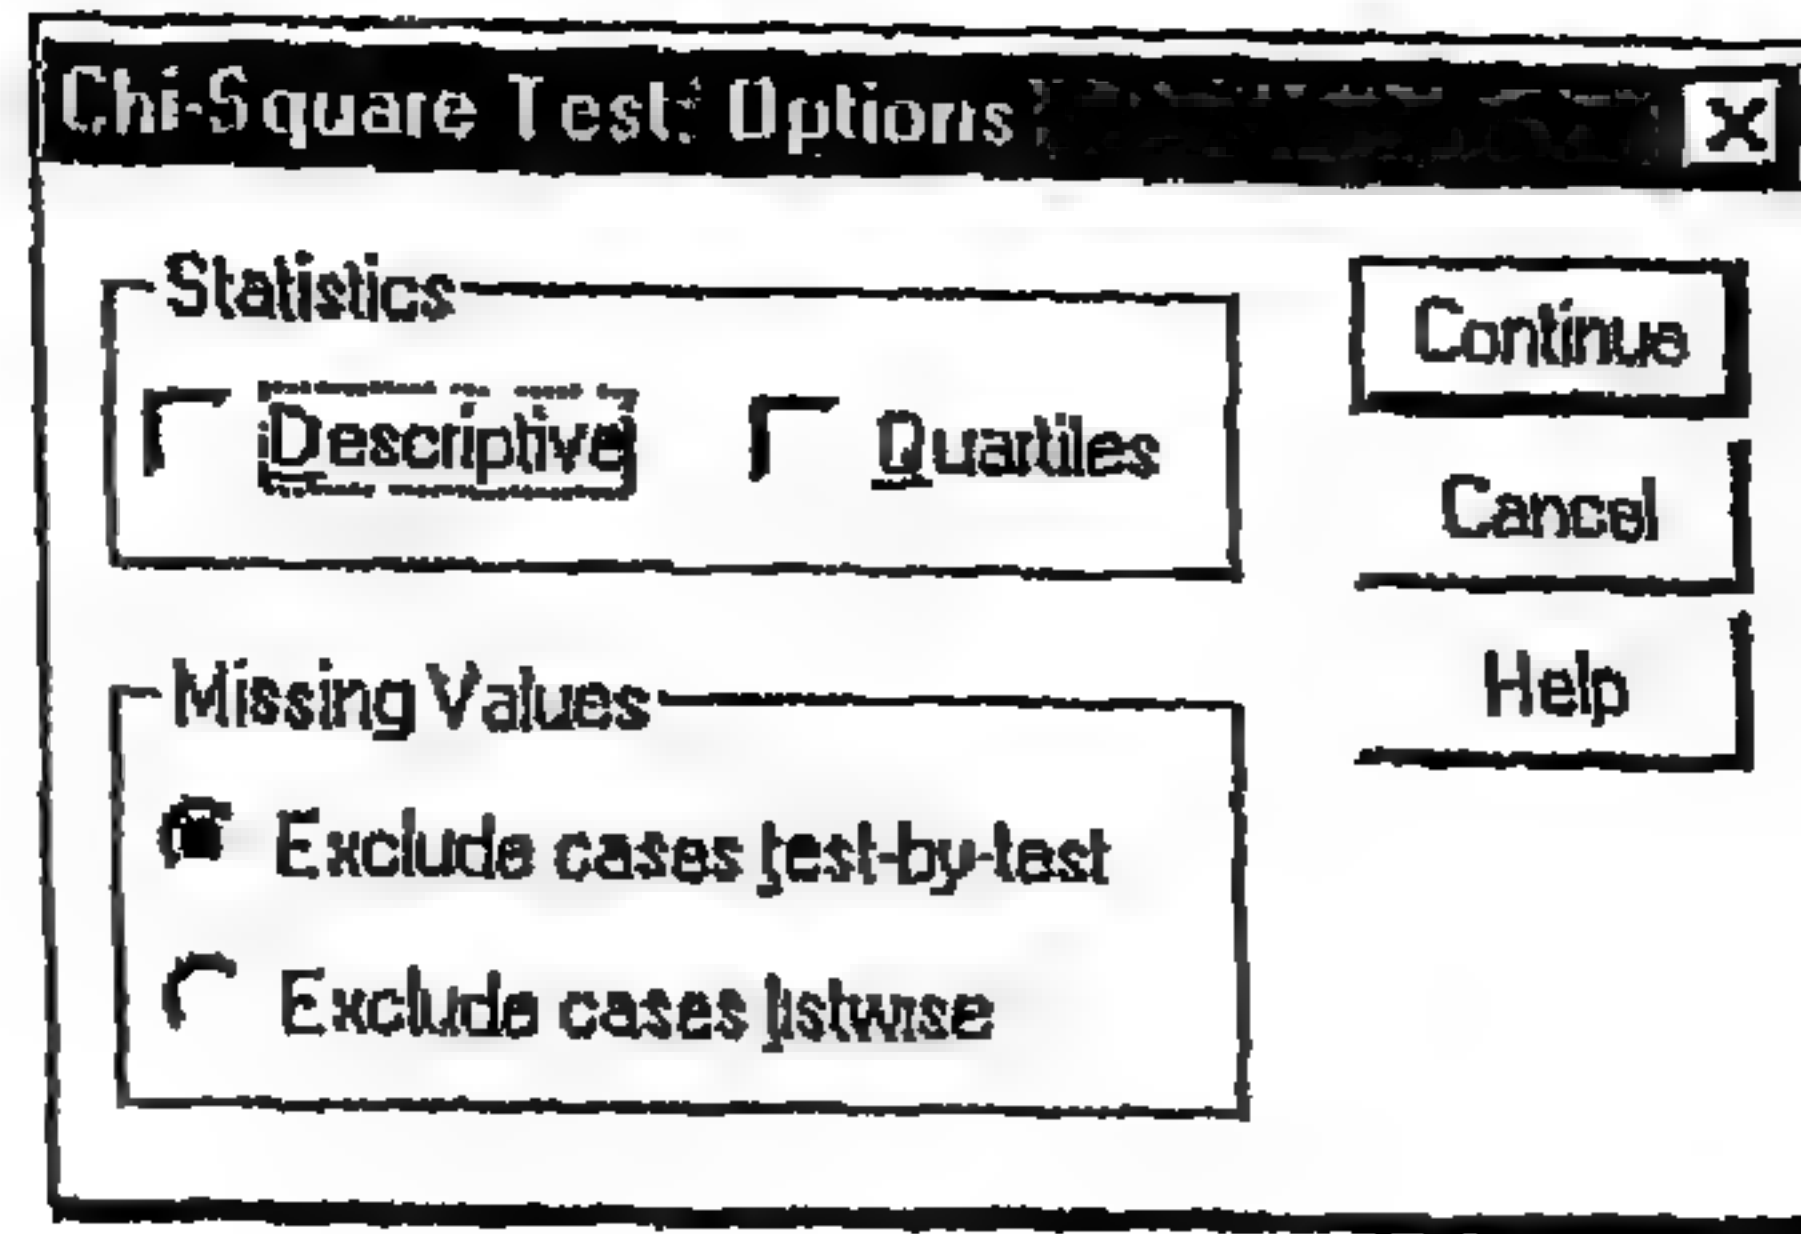 Chi-Square Test: Options
Statistics
Descriptive Quartiles
Continue
Cancel
Help
Missing Values
Exclude cases test-by-test
Exclude cases listwise